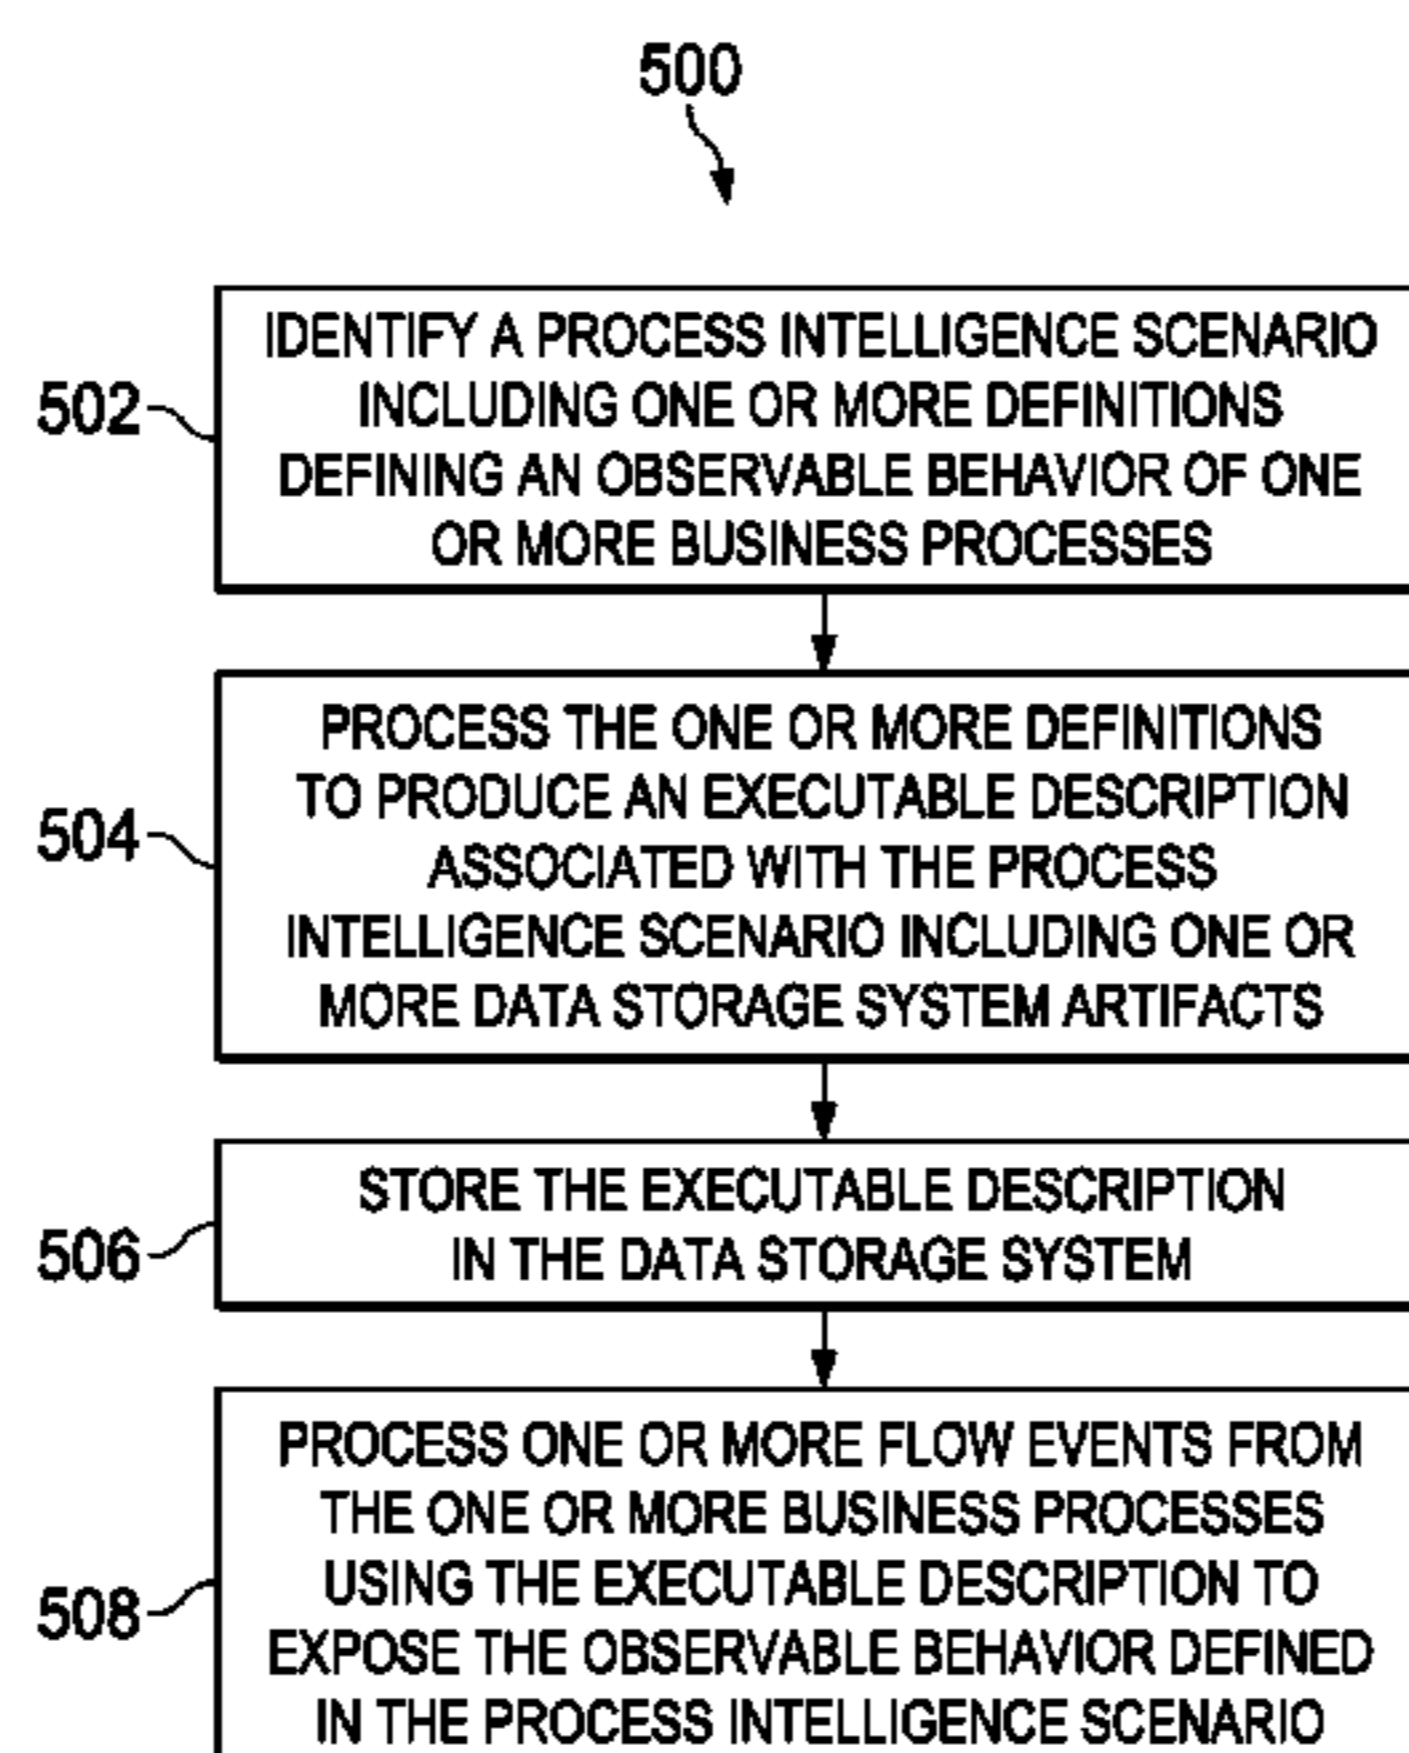 500
502
IDENTIFY A PROCESS INTELLIGENCE SCENARIO
INCLUDING ONE OR MORE DEFINITIONS
DEFINING AN OBSERVABLE BEHAVIOR OF ONE
OR MORE BUSINESS PROCESSES
504
PROCESS THE ONE OR MORE DEFINITIONS
TO PRODUCE AN EXECUTABLE DESCRIPTION
ASSOCIATED WITH THE PROCESS
INTELLIGENCE SCENARIO INCLUDING ONE OR
MORE DATA STORAGE SYSTEM ARTIFACTS
506
STORE THE EXECUTABLE DESCRIPTION
IN THE DATA STORAGE SYSTEM
508
PROCESS ONE OR MORE FLOW EVENTS FROM
THE ONE OR MORE BUSINESS PROCESSES
USING THE EXECUTABLE DESCRIPTION TO
EXPOSE THE OBSERVABLE BEHAVIOR DEFINED
IN THE PROCESS INTELLIGENCE SCENARIO